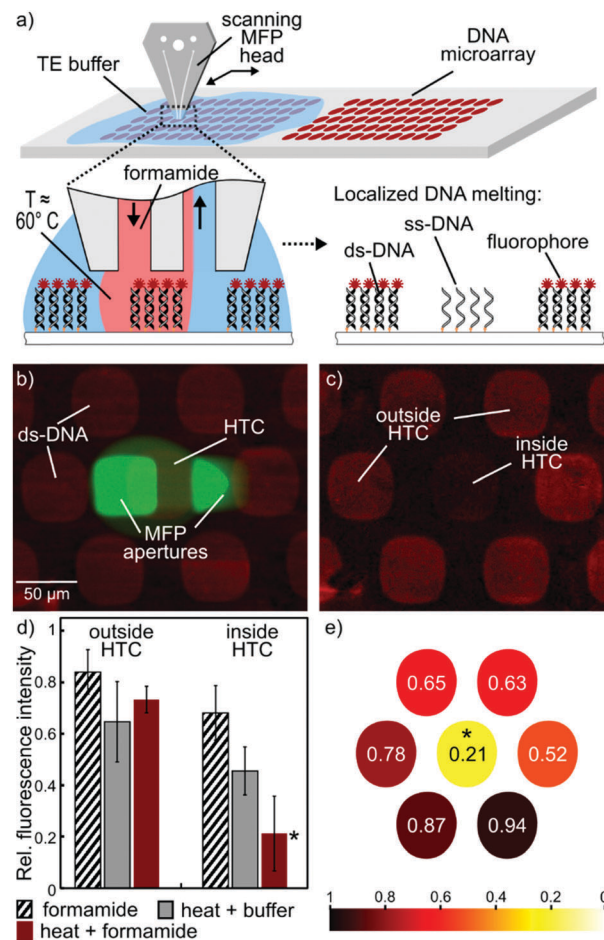 a)
scanning
MFP
head
TE buffer
DNA
microarray
formamide
T ≈
60° C
Localized DNA melting:
ss-DNA
ds-DNA
fluorophore
b)
ds-DNA
HTC
MFP
apertures
50 µm
c)
outside
HTC
inside
HTC
d)
outside
HTC
inside
HTC
Rel. fluorescence intensity
1
0.8
0.6
0.4
0.2
0
*
formamide
heat + buffer
heat + formamide
e)
0.65 0.63
*
0.78 0.21 0.52
0.87 0.94
1 0.8 0.6 0.4 0.2 0